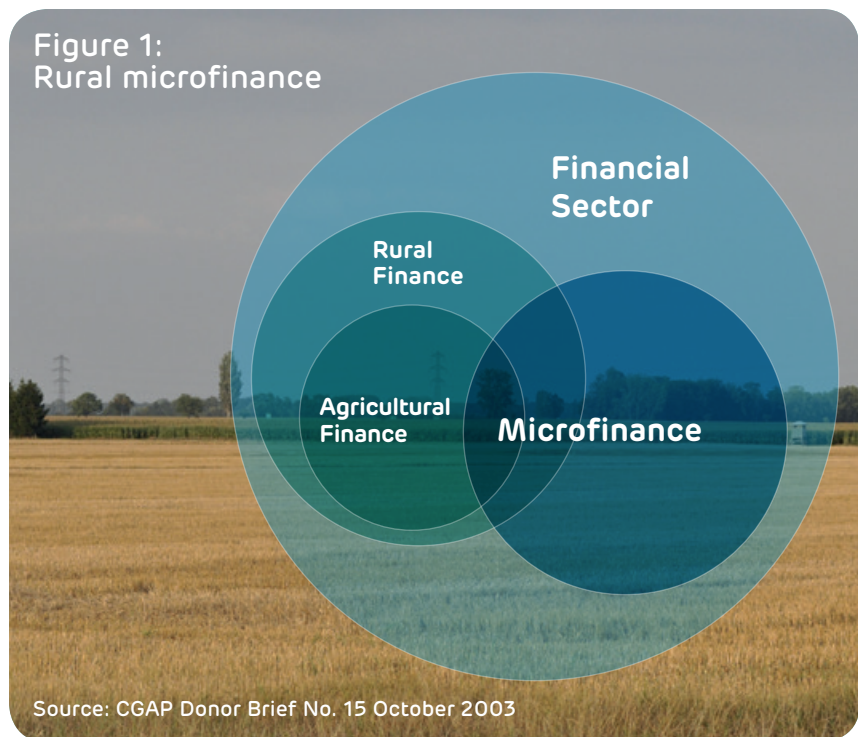 Figure 1:
Rural microfinance
Financial
Sector
Rural
Finance
Agricultural
Finance
Microfinance
Source: CGAP Donor Brief No. 15 October 2003